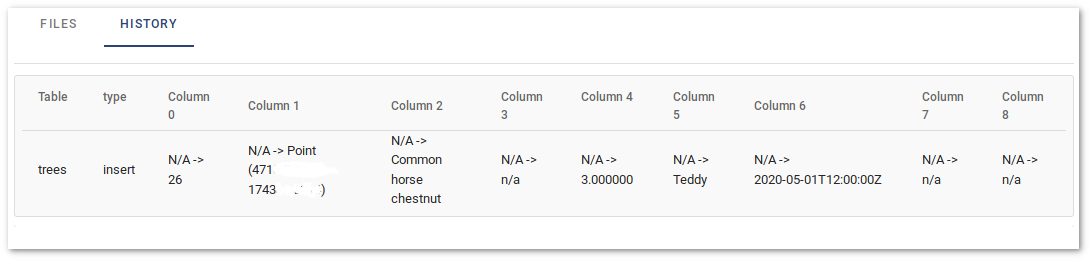 FILES HISTORY
Table type Column 0 Column 1 Column 2 Column 3 Column 4 Column 5 Column 6 Column 7 Column 8
trees insert N/A -> 26 N/A -> Point (471 1743 ) N/A -> Common horse chestnut N/A -> n/a N/A -> 3.000000 N/A -> Teddy N/A -> 2020-05-01T12:00:00Z N/A -> n/a N/A -> n/a